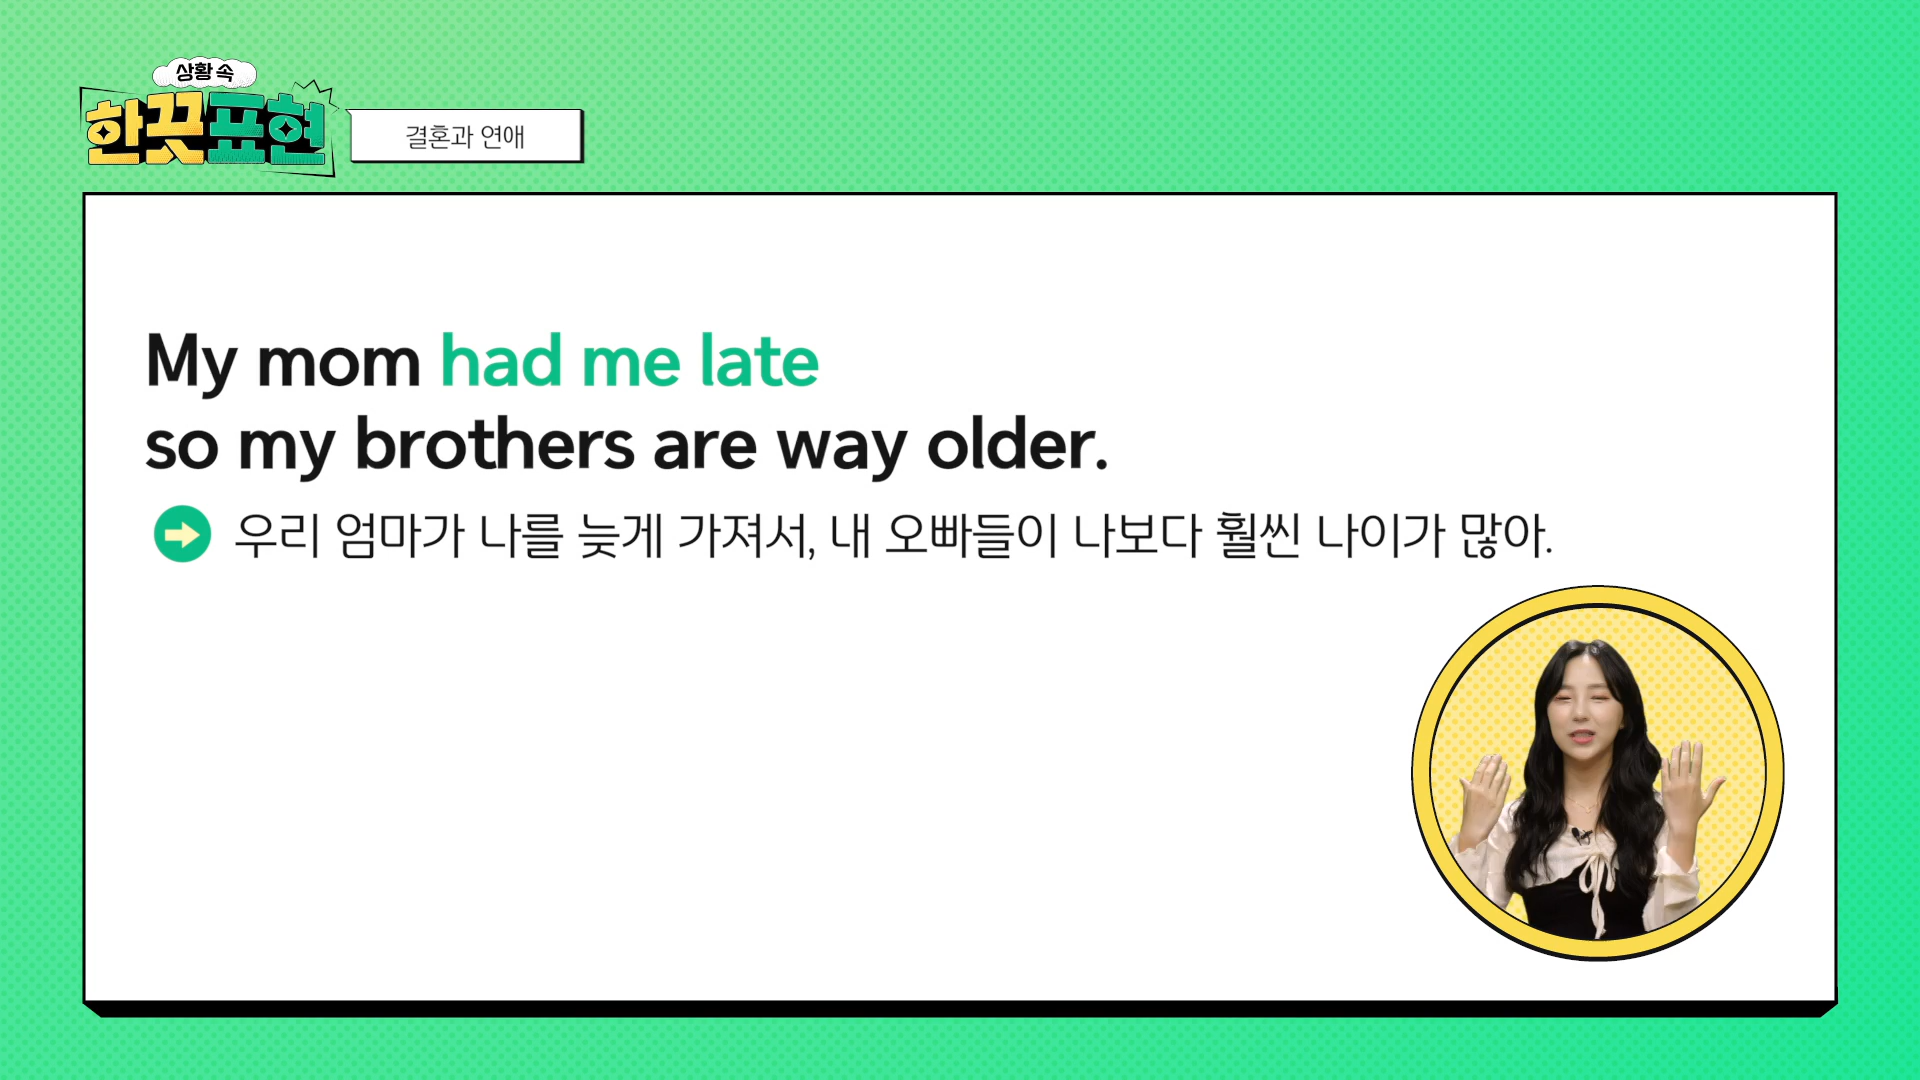 상황 속
한끗표현
결혼과 연애
My mom had me late
so my brothers are way older.
우리 엄마가 나를 늦게 가져서, 내 오빠들이 나보다 훨씬 나이가 많아.